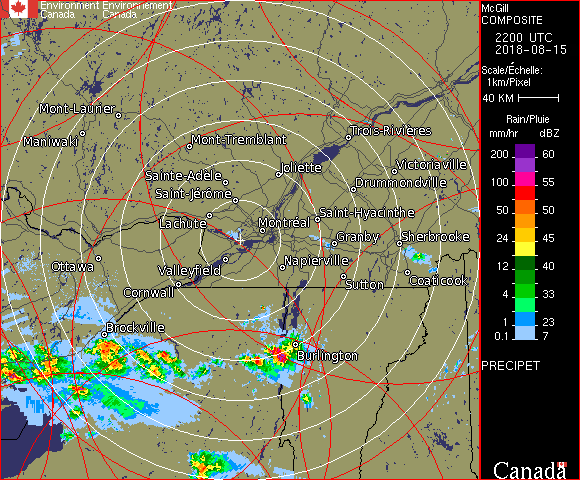 Environment Environnement
Canada Canada
McGill
COMPOSITE
2200 UTC
2018-08-15
Scale/Échelle:
1km/Pixel
40 KM
Rain/Pluie
mm/hr dBZ
200 60
100 55
50 50
24 45
12 40
4 33
1 23
0.1 7
PRECIPET
Canada
Mont-Laurier
Maniwaki
Mont-Tremblant
Trois-Rivières
Joliette
Victoriaville
Sainte-Adèle
Drummondville
Saint-Jérôme
Lachute
Montréal
Saint-Hyacinthe
Granby
Sherbrooke
Ottawa
Valleyfield
Napierville
Cornwall
Sutton
Coaticook
Brockville
Burlington